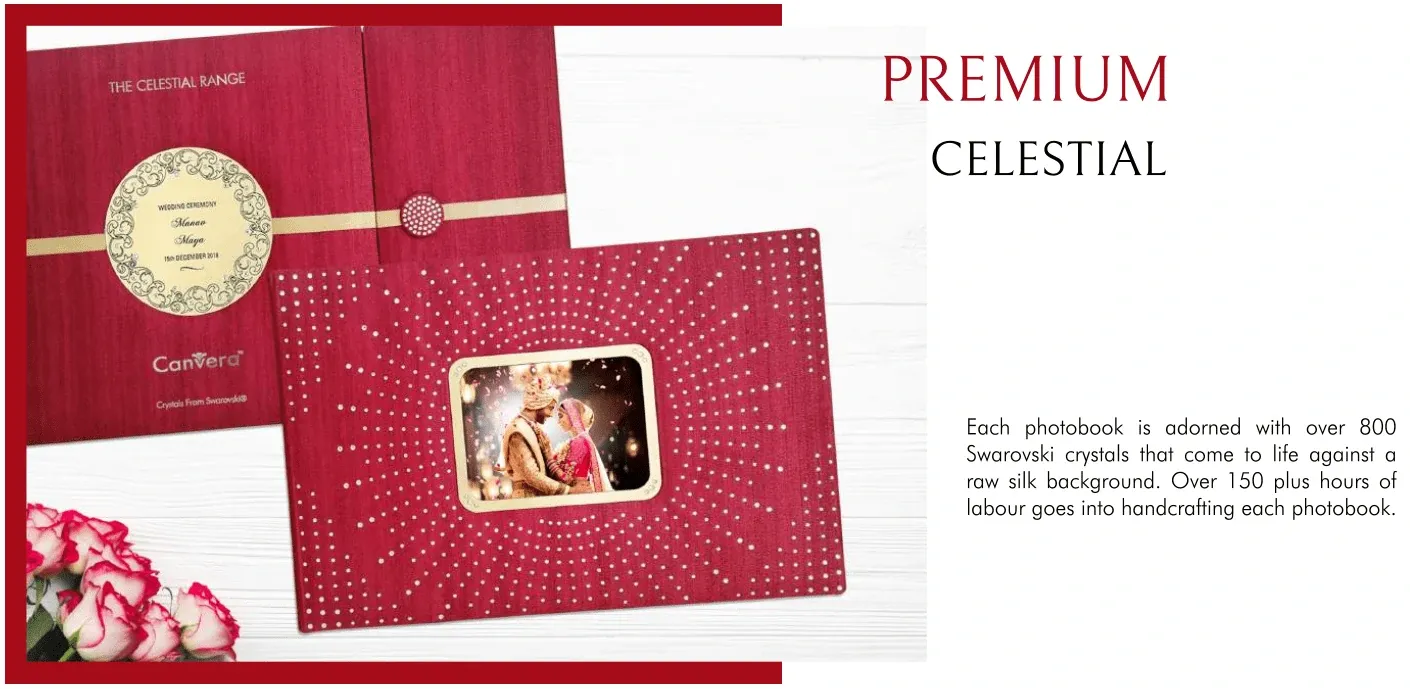 PREMIUM
CELESTIAL
THE CELESTIAL RANGE
WEDDING CEREMONY
Manav
Maya
15th DECEMBER 2018
Canvera™
Crystals From Swarovski®
Each photobook is adorned with over 800
Swarovski crystals that come to life against a
raw silk background. Over 150 plus hours of
labour goes into handcrafting each photobook.